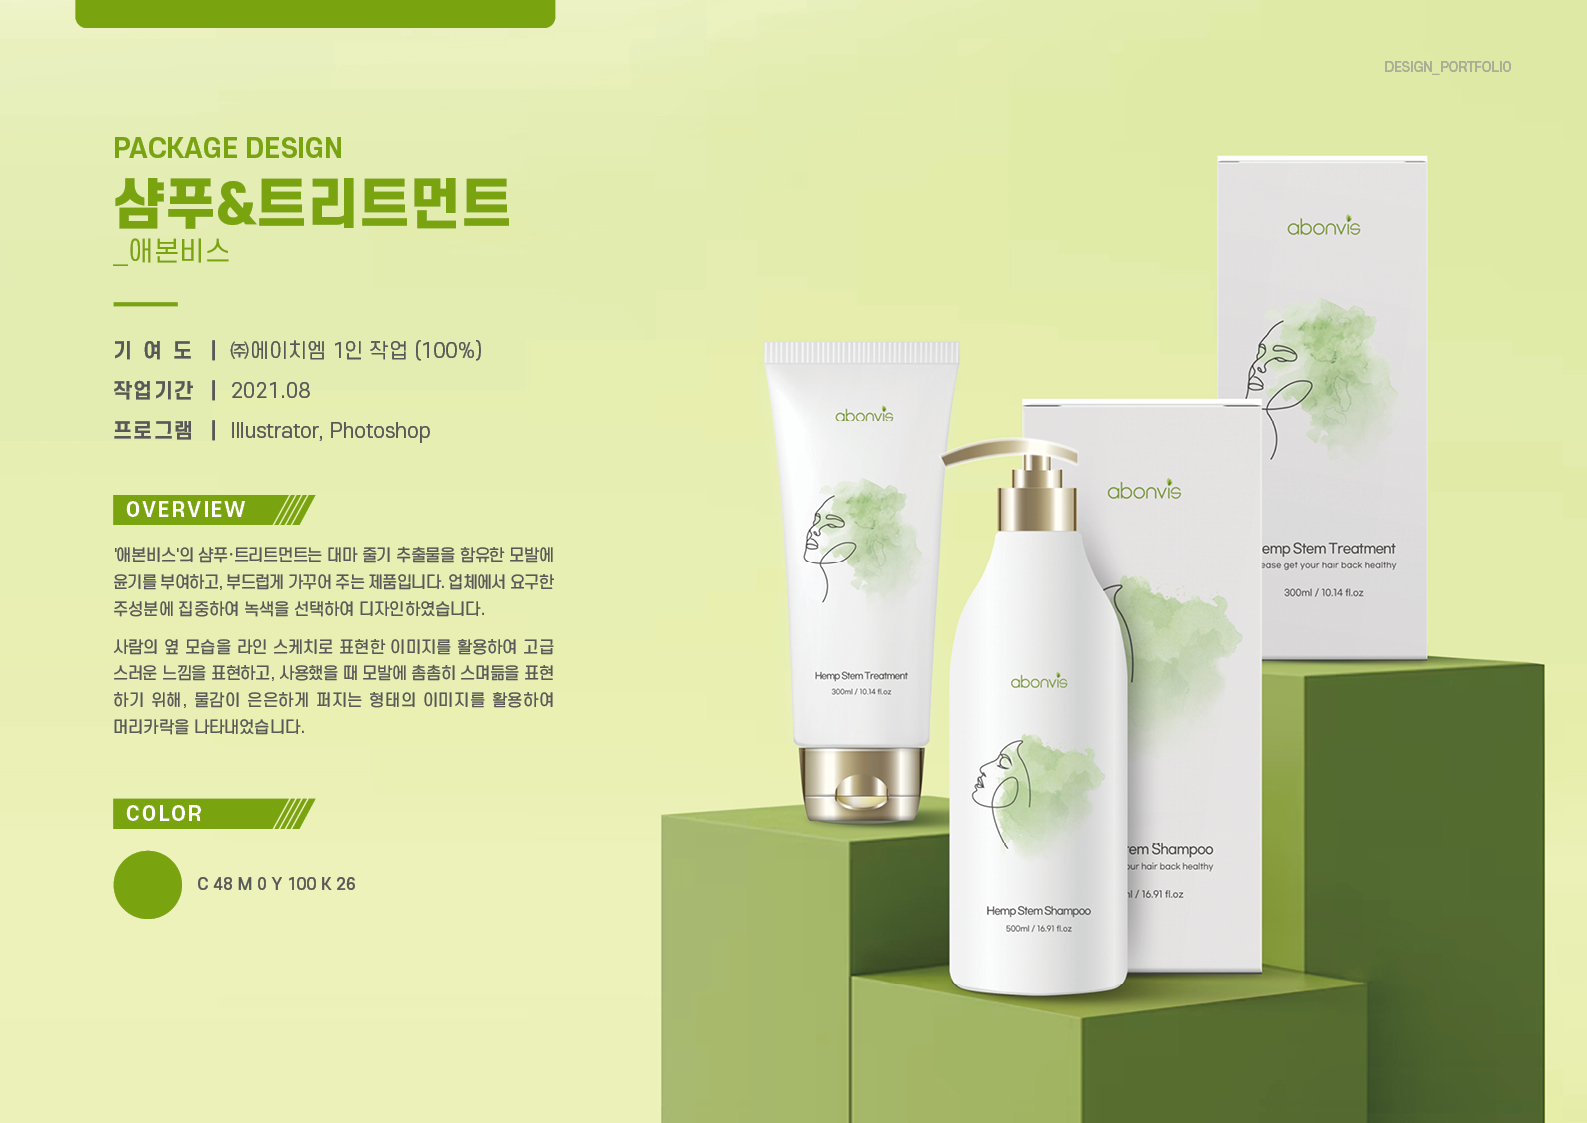 DESIGN_PORTFOLIO
PACKAGE DESIGN
샴푸&트리트먼트
_애본비스
기 여 도 | ㈜에이치엠 1인 작업 (100%)
작업기간 | 2021.08
프로그램 | Illustrator, Photoshop
OVERVIEW
'애본비스'의 샴푸·트리트먼트는 대마 줄기 추출물을 함유한 모발에
윤기를 부여하고, 부드럽게 가꾸어 주는 제품입니다. 업체에서 요구한
주성분에 집중하여 녹색을 선택하여 디자인하였습니다.
사람의 옆 모습을 라인 스케치로 표현한 이미지를 활용하여 고급
스러운 느낌을 표현하고, 사용했을 때 모발에 촘촘히 스며듦을 표현
하기 위해, 물감이 은은하게 퍼지는 형태의 이미지를 활용하여
머리카락을 나타내었습니다.
COLOR
C 48 M 0 Y 100 K 26
abonvis
Hemp Stem Treatment
300ml / 10.14 fl.oz
abonvis
Hemp Stem Shampoo
500ml / 16.91 fl.oz
abonvis
Shampoo
hair back healthy
/ 16.91 fl.oz
abonvis
Stem Treatment
get your hair back healthy
300ml / 10.14 fl.oz